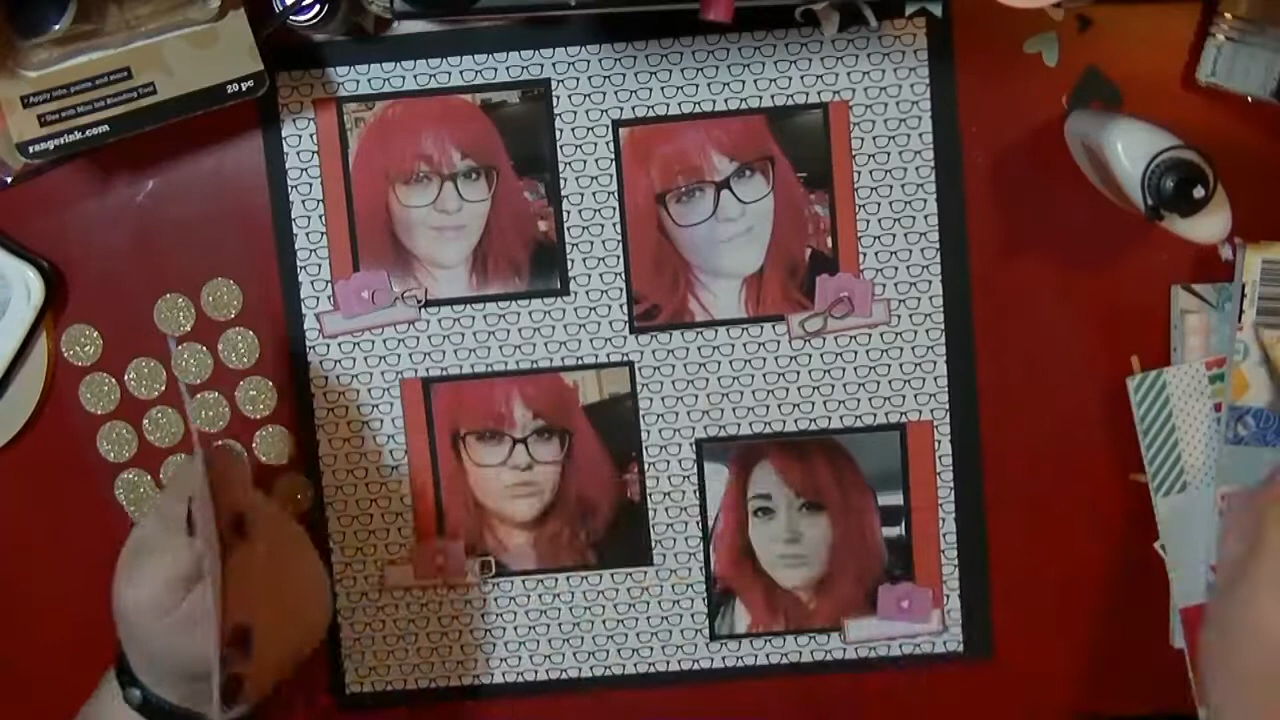 • Apply inks, paints, and more
• Use with Mini Ink Blending Tool
20 pc
rangerink.com